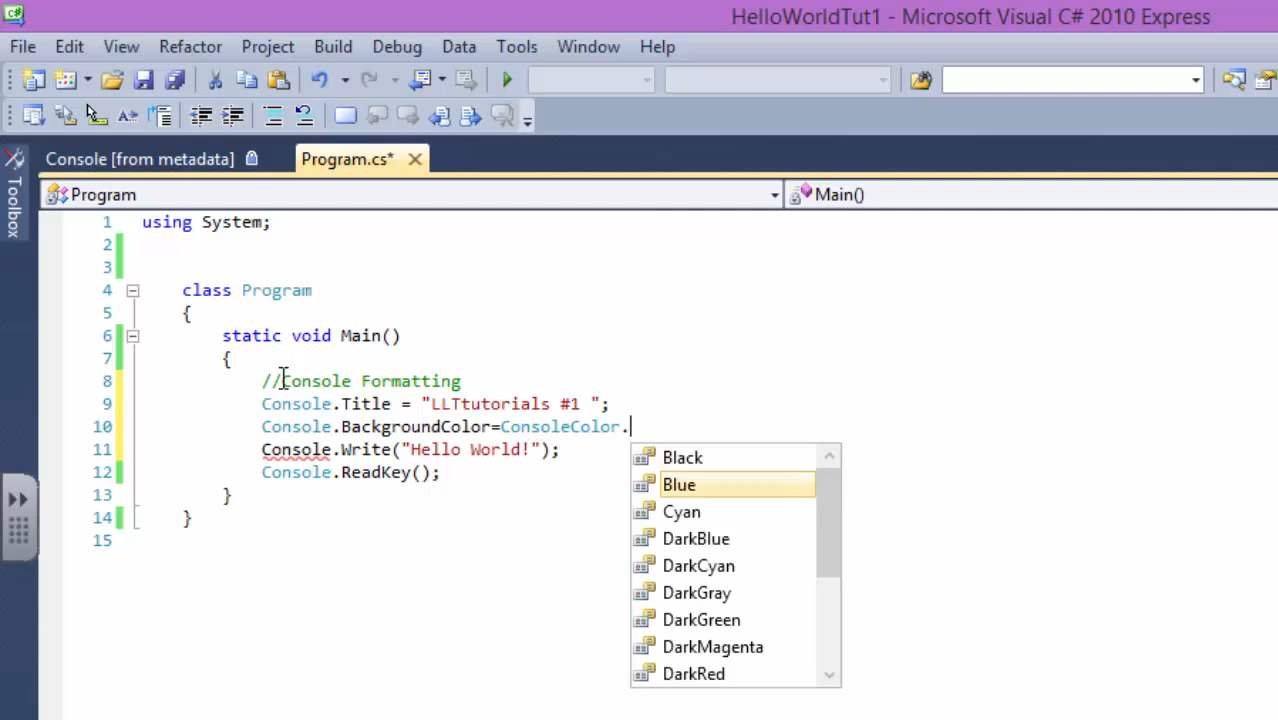 HelloWorldTut1 - Microsoft Visual C# 2010 Express
File Edit View Refactor Project Build Debug Data Tools Window Help
Console [from metadata] Program.cs*
Toolbox
Program Main()
1 using System;
2
3
4 class Program
5 {
6 static void Main()
7 {
8 //Console Formatting
9 Console.Title = "LLTtutorials #1 ";
10 Console.BackgroundColor=ConsoleColor.
11 Console.Write("Hello World!");
12 Console.ReadKey();
13 }
14 }
15
Black
Blue
Cyan
DarkBlue
DarkCyan
DarkGray
DarkGreen
DarkMagenta
DarkRed